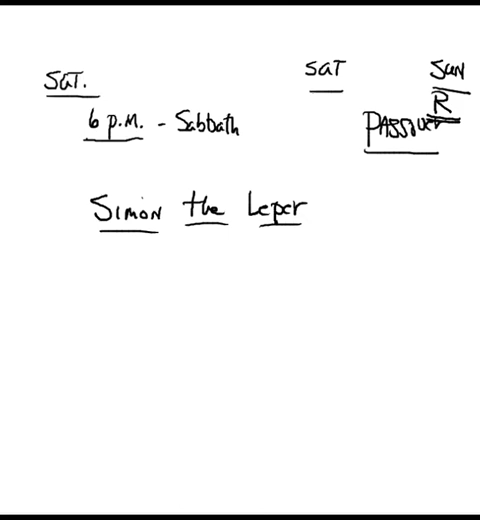 SAT. SAT SUN
R
6 P.M. - Sabbath PASSOVER
SIMON the Leper